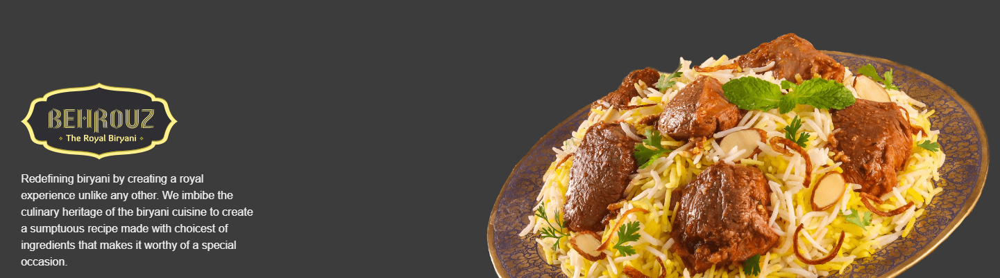 BEHROUZ
The Royal Biryani
Redefining biryani by creating a royal
experience unlike any other. We imbibe the
culinary heritage of the biryani cuisine to create
a sumptuous recipe made with choicest of
ingredients that makes it worthy of a special
occasion.